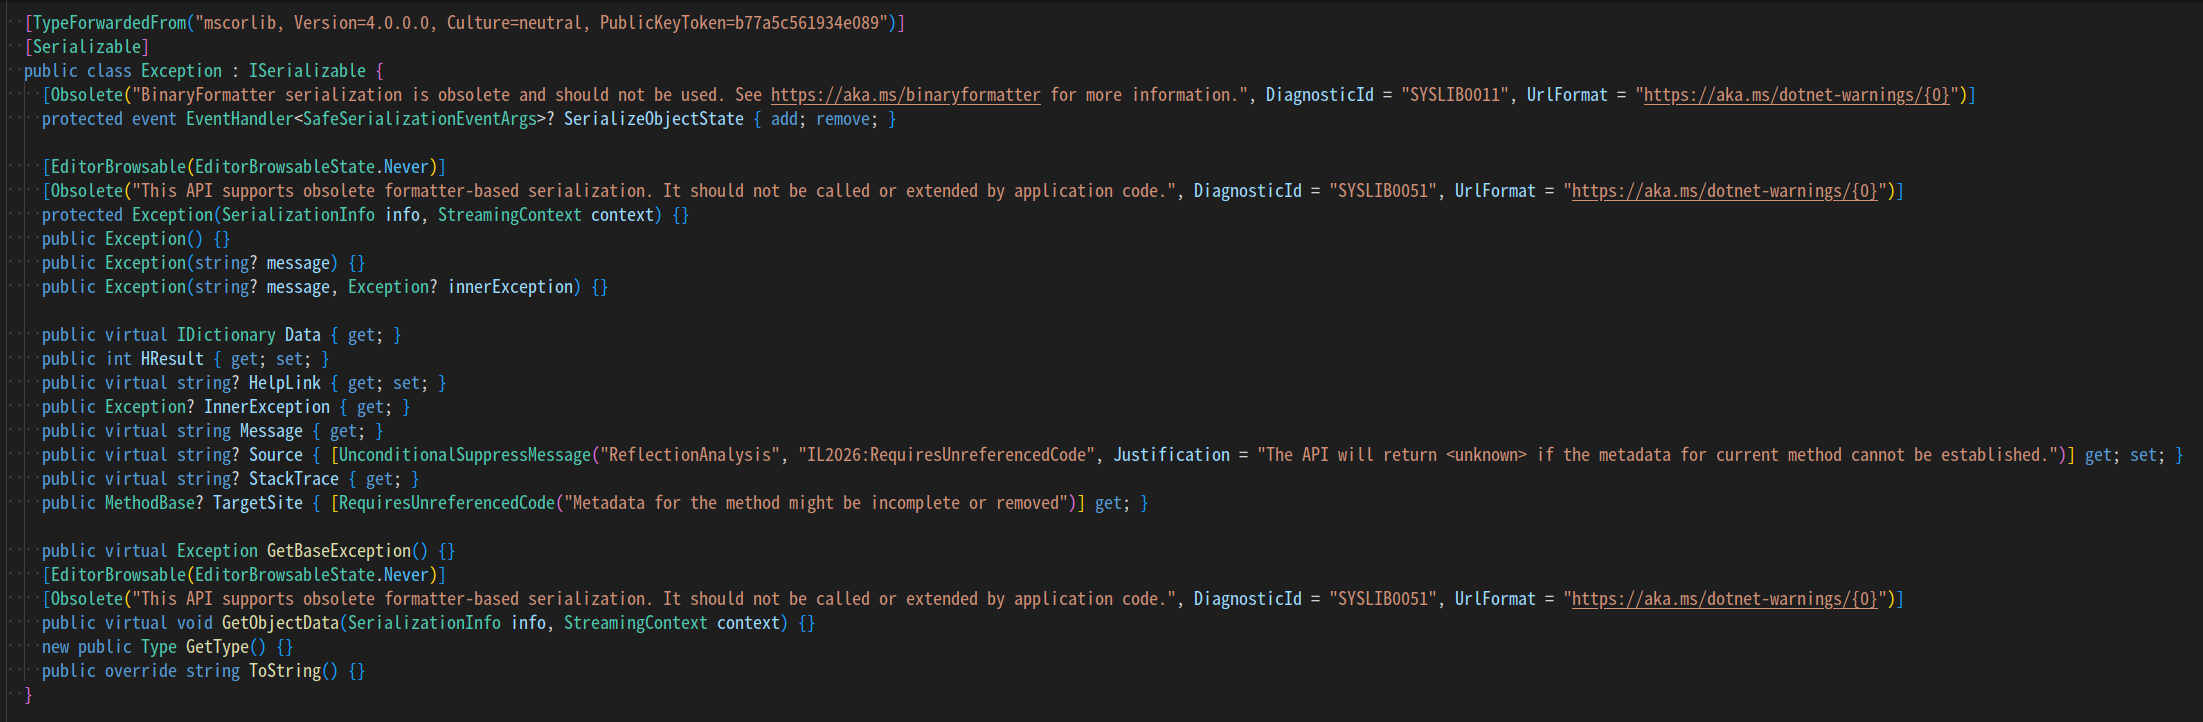 [TypeForwardedFrom("mscorlib, Version=4.0.0.0, Culture=neutral, PublicKeyToken=b77a5c561934e089")]
[Serializable]
public class Exception : ISerializable {
[Obsolete("BinaryFormatter serialization is obsolete and should not be used. See https://aka.ms/binaryformatter for more information.", DiagnosticId = "SYSLIB0011", UrlFormat = "https://aka.ms/dotnet-warnings/{0}")]
protected event EventHandler<SafeSerializationEventArgs>? SerializeObjectState { add; remove; }
[EditorBrowsable(EditorBrowsableState.Never)]
[Obsolete("This API supports obsolete formatter-based serialization. It should not be called or extended by application code.", DiagnosticId = "SYSLIB0051", UrlFormat = "https://aka.ms/dotnet-warnings/{0}")]
protected Exception(SerializationInfo info, StreamingContext context) {}
public Exception() {}
public Exception(string? message) {}
public Exception(string? message, Exception? innerException) {}
public virtual IDictionary Data { get; }
public int HResult { get; set; }
public virtual string? HelpLink { get; set; }
public Exception? InnerException { get; }
public virtual string Message { get; }
public virtual string? Source { [UnconditionalSuppressMessage("ReflectionAnalysis", "IL2026:RequiresUnreferencedCode", Justification = "The API will return <unknown> if the metadata for current method cannot be established.")] get; set; }
public virtual string? StackTrace { get; }
public MethodBase? TargetSite { [RequiresUnreferencedCode("Metadata for the method might be incomplete or removed")] get; }
public virtual Exception GetBaseException() {}
[EditorBrowsable(EditorBrowsableState.Never)]
[Obsolete("This API supports obsolete formatter-based serialization. It should not be called or extended by application code.", DiagnosticId = "SYSLIB0051", UrlFormat = "https://aka.ms/dotnet-warnings/{0}")]
public virtual void GetObjectData(SerializationInfo info, StreamingContext context) {}
new public Type GetType() {}
public override string ToString() {}
}